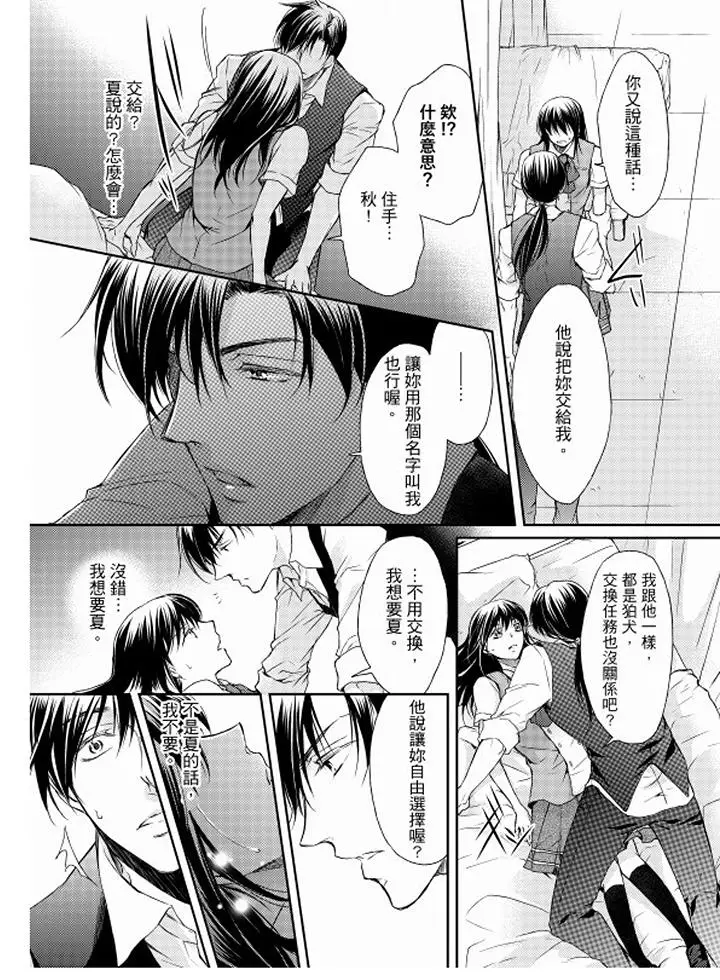 你又說這種話…
他說把妳交給我。
欸!?
什麼意思？
住手…
秋！
交給？
夏說的？怎麼會…
……
讓妳用那個名字叫我
也行喔。
我跟他一樣，
都是狛犬，
交換任務也沒關係吧？
…不用交換，
我想要夏。
沒錯…
我想要夏。
他說讓妳自由選擇喔？
不是夏的話，
我不要。